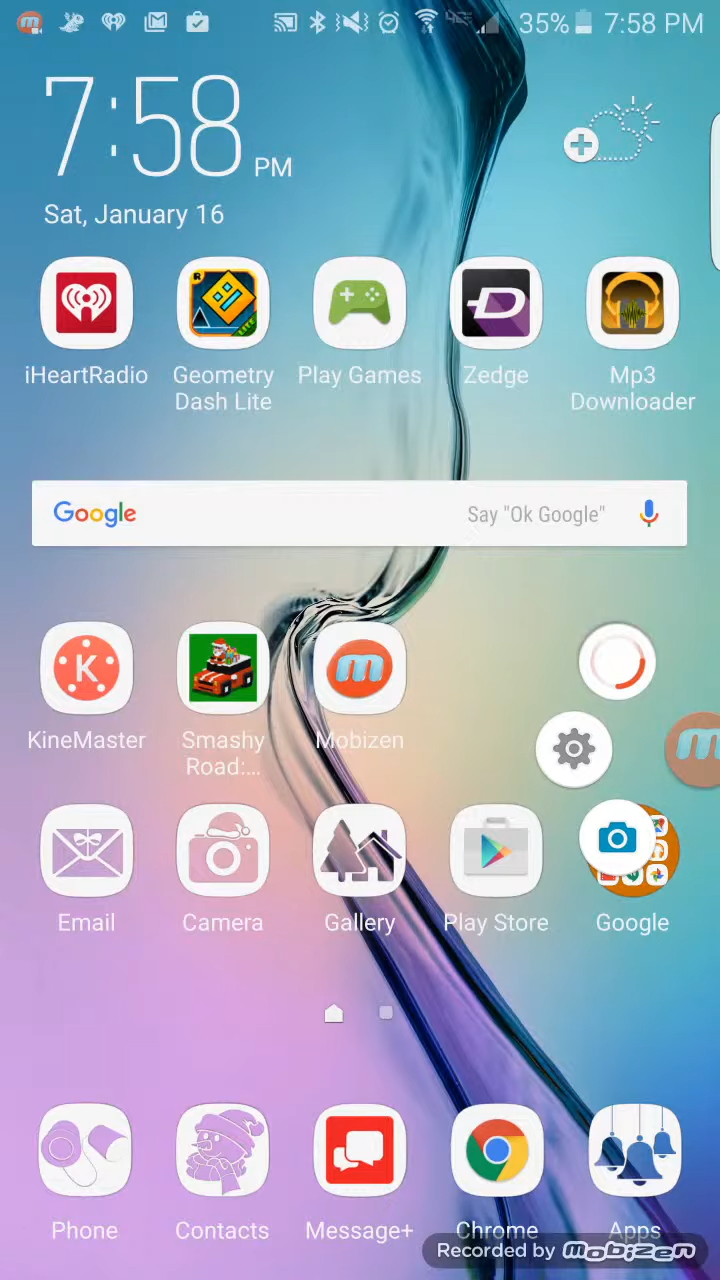 35% 7:58 PM
7:58 PM
Sat, January 16
iHeartRadio
Geometry Dash Lite
Play Games
Zedge
Mp3 Downloader
Google
Say "Ok Google"
KineMaster
Smashy Road:...
Mobizen
Email
Camera
Gallery
Play Store
Google
Phone
Contacts
Message+
Chrome
Apps
Recorded by mobizen